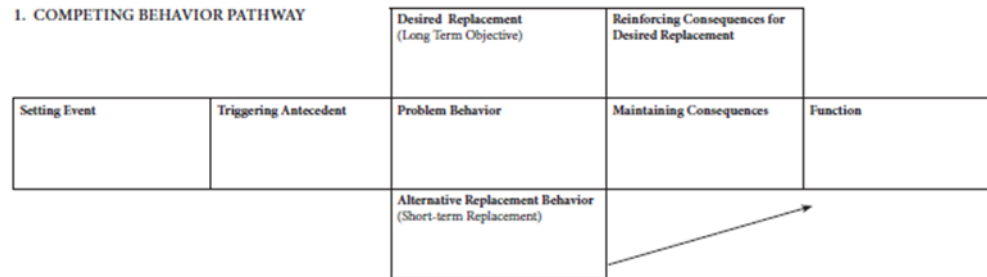 1. COMPETING BEHAVIOR PATHWAY
Desired Replacement
(Long Term Objective)
Reinforcing Consequences for
Desired Replacement
Setting Event
Triggering Antecedent
Problem Behavior
Maintaining Consequences
Function
Alternative Replacement Behavior
(Short-term Replacement)